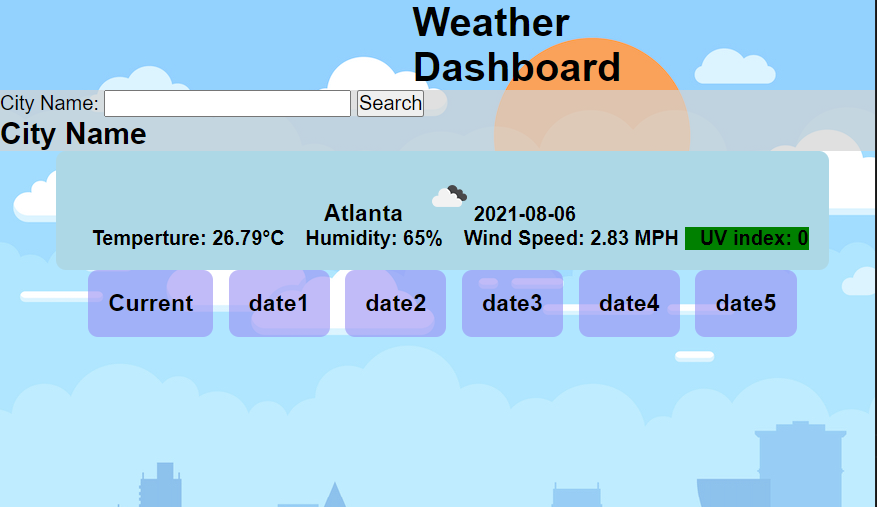 Weather
Dashboard
City Name: Search
City Name
Atlanta 2021-08-06
Temperture: 26.79°C Humidity: 65% Wind Speed: 2.83 MPH UV index: 0
Current date1 date2 date3 date4 date5